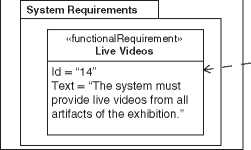 System Requirements
«functionalRequirement»
Live Videos
Id = “14”
Text = “The system must
provide live videos from all
artifacts of the exhibition.”